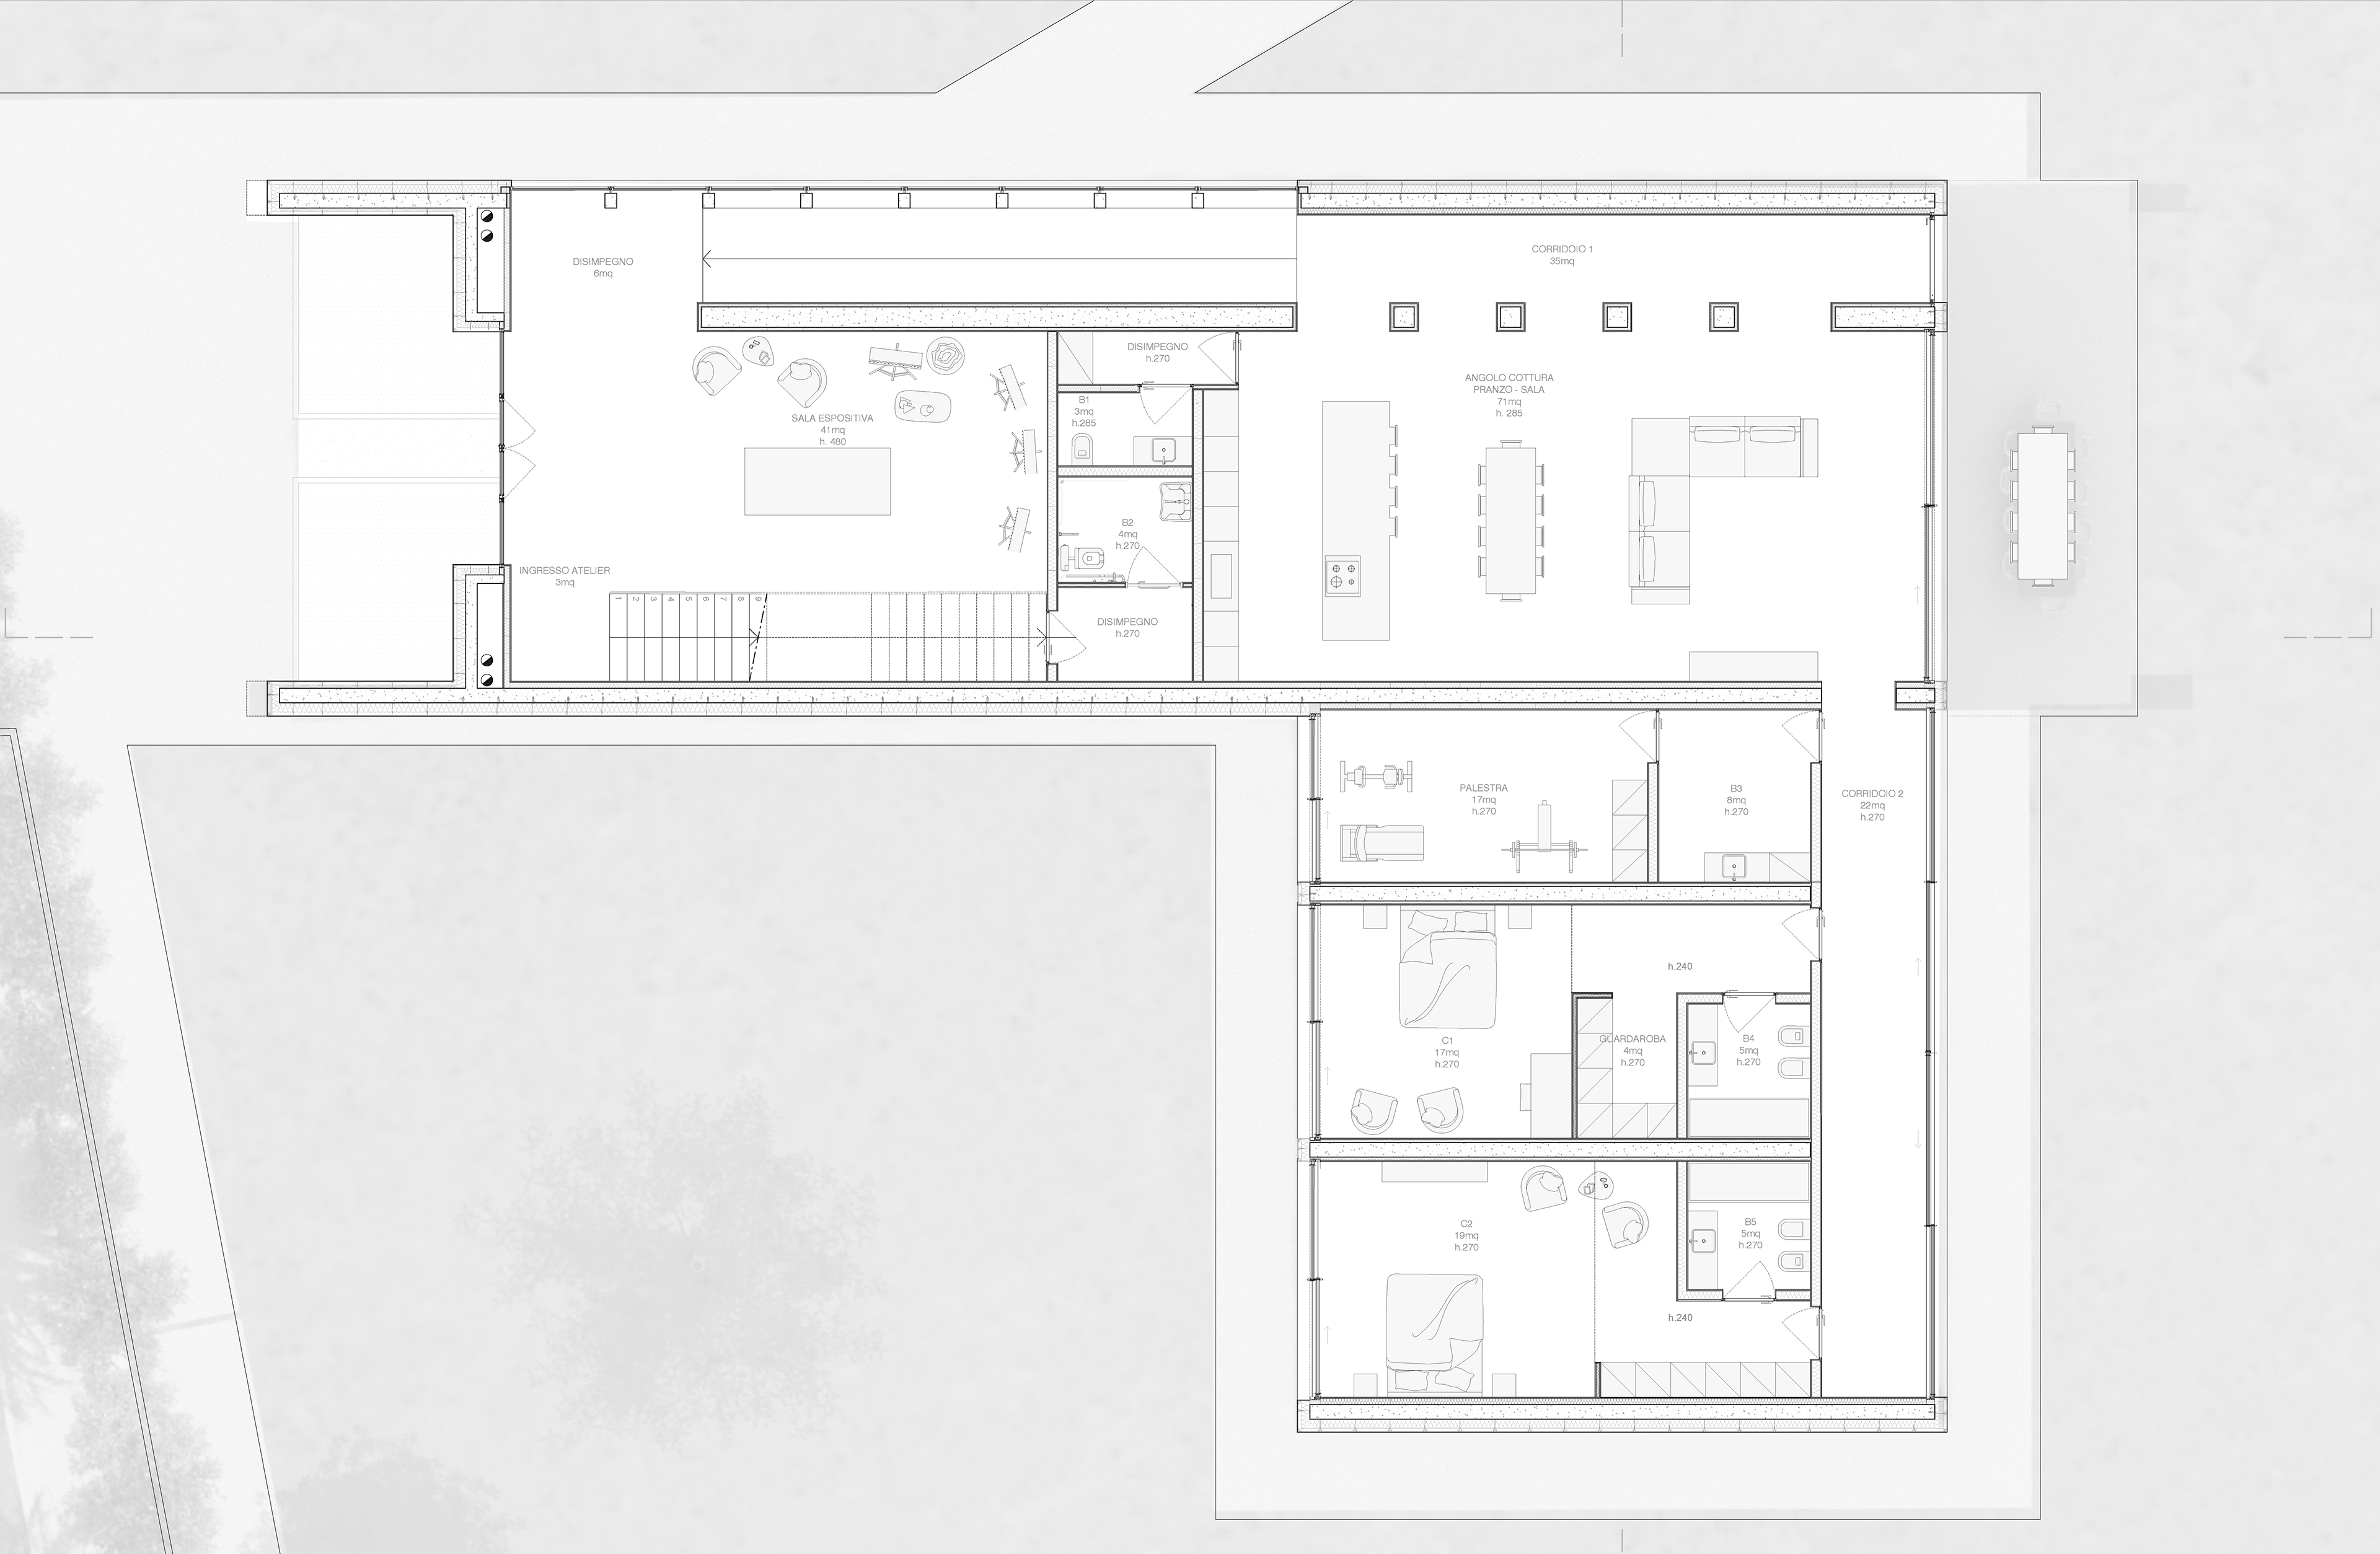 DISIMPEGNO
6mq
CORRIDOIO 1
35mq
DISIMPEGNO
h.270
ANGOLO COTTURA
PRANZO - SALA
71mq
h. 285
B1
3mq
h.285
SALA ESPOSITIVA
41mq
h. 480
B2
4mq
h.270
INGRESSO ATELIER
3mq
1 2 3 4 5 6 7 8 9
DISIMPEGNO
h.270
PALESTRA
17mq
h.270
B3
8mq
h.270
CORRIDOIO 2
22mq
h.270
h.240
C1
17mq
h.270
GUARDAROBA
4mq
h.270
B4
5mq
h.270
C2
19mq
h.270
B5
5mq
h.270
h.240